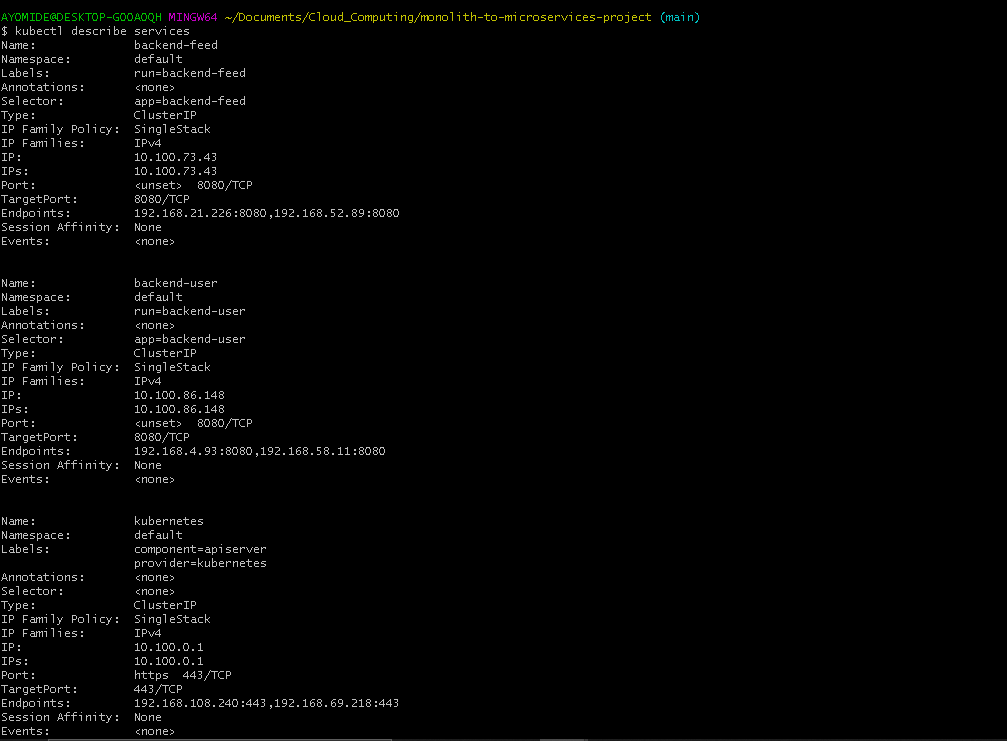 AYOMIDE@DESKTOP-GQOAOQH MINGW64 ~/Documents/Cloud_Computing/monolith-to-microservices-project (main)
$ kubectl describe services
Name:              backend-feed
Namespace:         default
Labels:            run=backend-feed
Annotations:       <none>
Selector:          app=backend-feed
Type:              ClusterIP
IP Family Policy:  SingleStack
IP Families:       IPv4
IP:                10.100.73.43
IPs:               10.100.73.43
Port:              <unset>  8080/TCP
TargetPort:        8080/TCP
Endpoints:         192.168.21.226:8080,192.168.52.89:8080
Session Affinity:  None
Events:            <none>

Name:              backend-user
Namespace:         default
Labels:            run=backend-user
Annotations:       <none>
Selector:          app=backend-user
Type:              ClusterIP
IP Family Policy:  SingleStack
IP Families:       IPv4
IP:                10.100.86.148
IPs:               10.100.86.148
Port:              <unset>  8080/TCP
TargetPort:        8080/TCP
Endpoints:         192.168.4.93:8080,192.168.58.11:8080
Session Affinity:  None
Events:            <none>

Name:              kubernetes
Namespace:         default
Labels:            component=apiserver
                   provider=kubernetes
Annotations:       <none>
Selector:          <none>
Type:              ClusterIP
IP Family Policy:  SingleStack
IP Families:       IPv4
IP:                10.100.0.1
IPs:               10.100.0.1
Port:              https  443/TCP
TargetPort:        443/TCP
Endpoints:         192.168.108.240:443,192.168.69.218:443
Session Affinity:  None
Events:            <none>